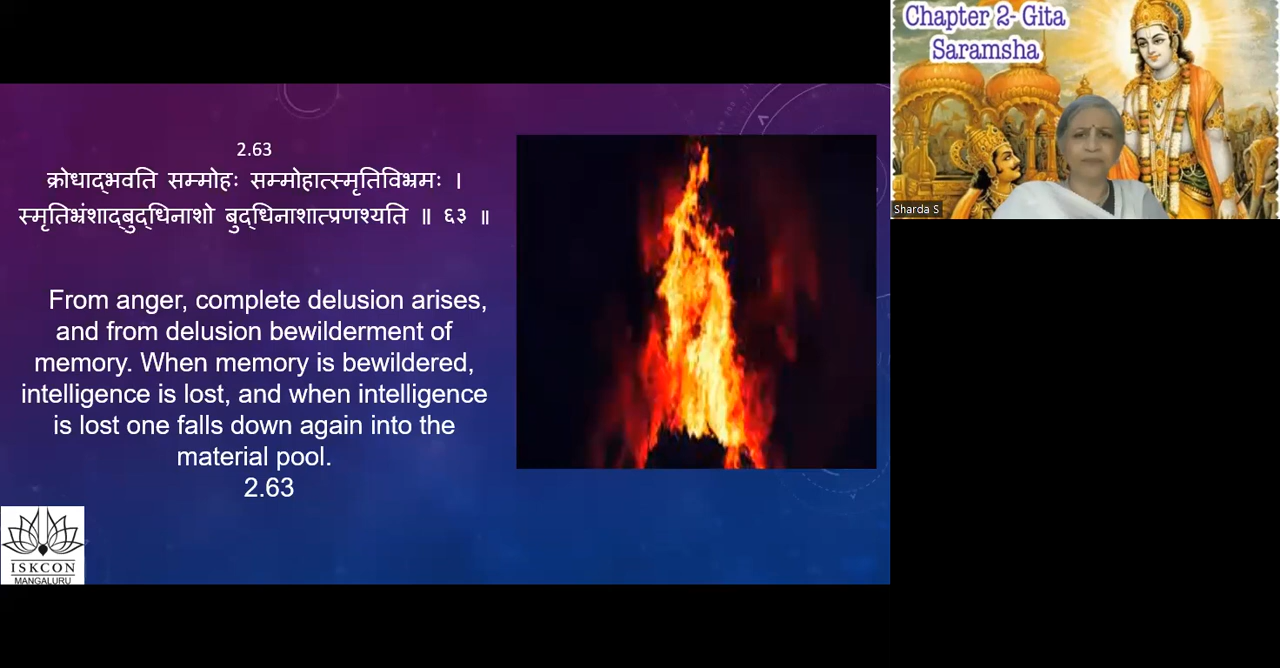 2.63
क्रोधाद्‌भवति सम्मोहः सम्मोहात्स्मृतिविभ्रमः ।
स्मृतिभ्रंशाद्‌बुद्‌धिनाशो बुद्‌धिनाशात्प्रणश्यति ॥ ६३ ॥
From anger, complete delusion arises,
and from delusion bewilderment of
memory. When memory is bewildered,
intelligence is lost, and when intelligence
is lost one falls down again into the
material pool.
2.63
ISKCON
MANGALURU
Chapter 2- Gita
Saramsha
Sharda S